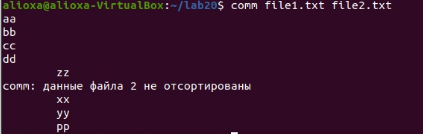 alioxa@alioxa-VirtualBox:~/lab20$ comm file1.txt file2.txt
aa
bb
cc
dd
        zz
comm: данные файла 2 не отсортированы
        xx
        yy
        pp